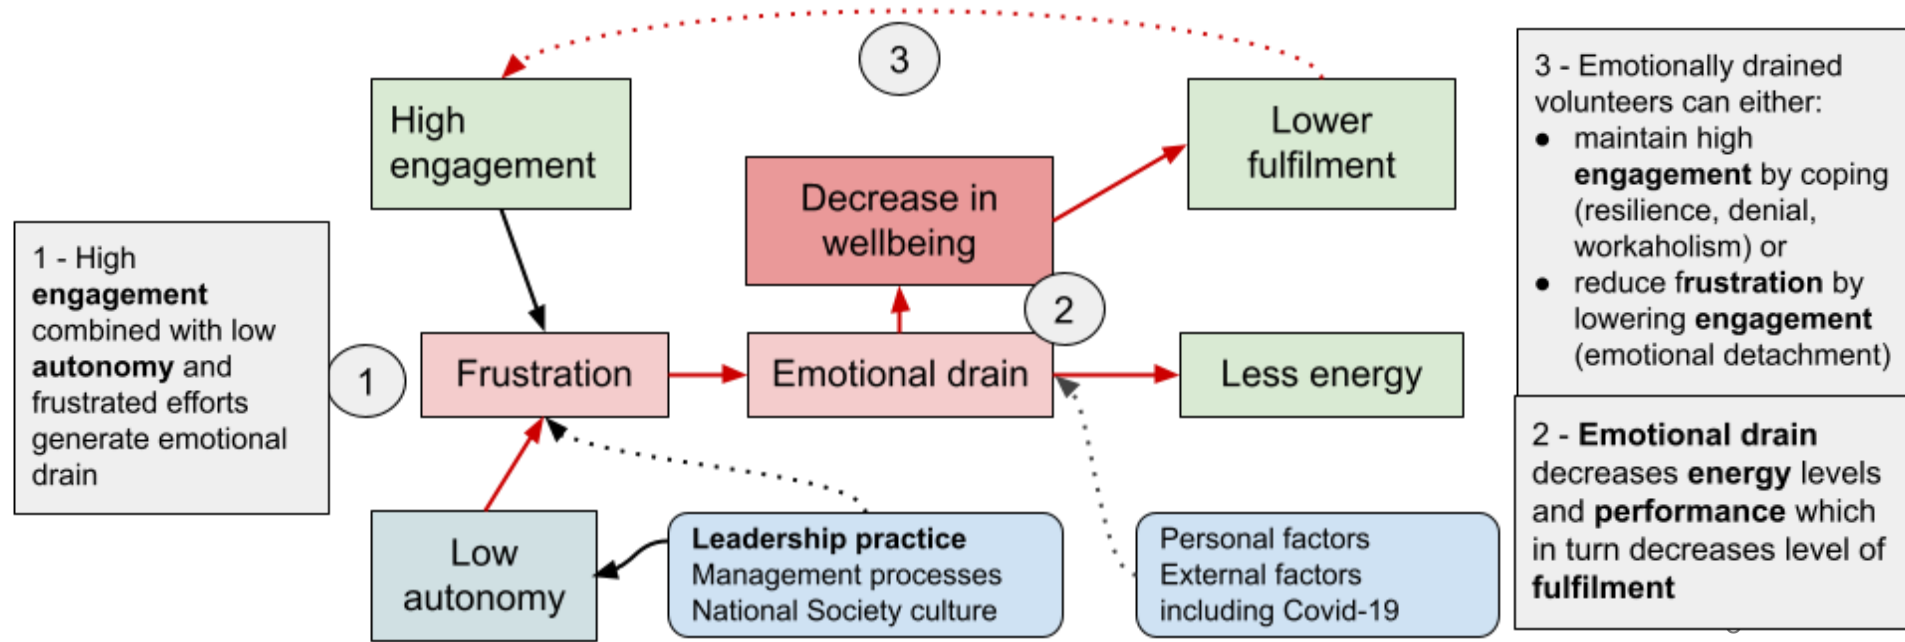 3
High
engagement
Lower
fulfilment
Decrease in
wellbeing
1 - High
engagement
combined with low
autonomy and
frustrated efforts
generate emotional
drain
1
Frustration
Emotional drain
2
Less energy
Low
autonomy
Leadership practice
Management processes
National Society culture
Personal factors
External factors
including Covid-19
3 - Emotionally drained
volunteers can either:
● maintain high
engagement by coping
(resilience, denial,
workaholism) or
● reduce frustration by
lowering engagement
(emotional detachment)
2 - Emotional drain
decreases energy levels
and performance which
in turn decreases level of
fulfilment